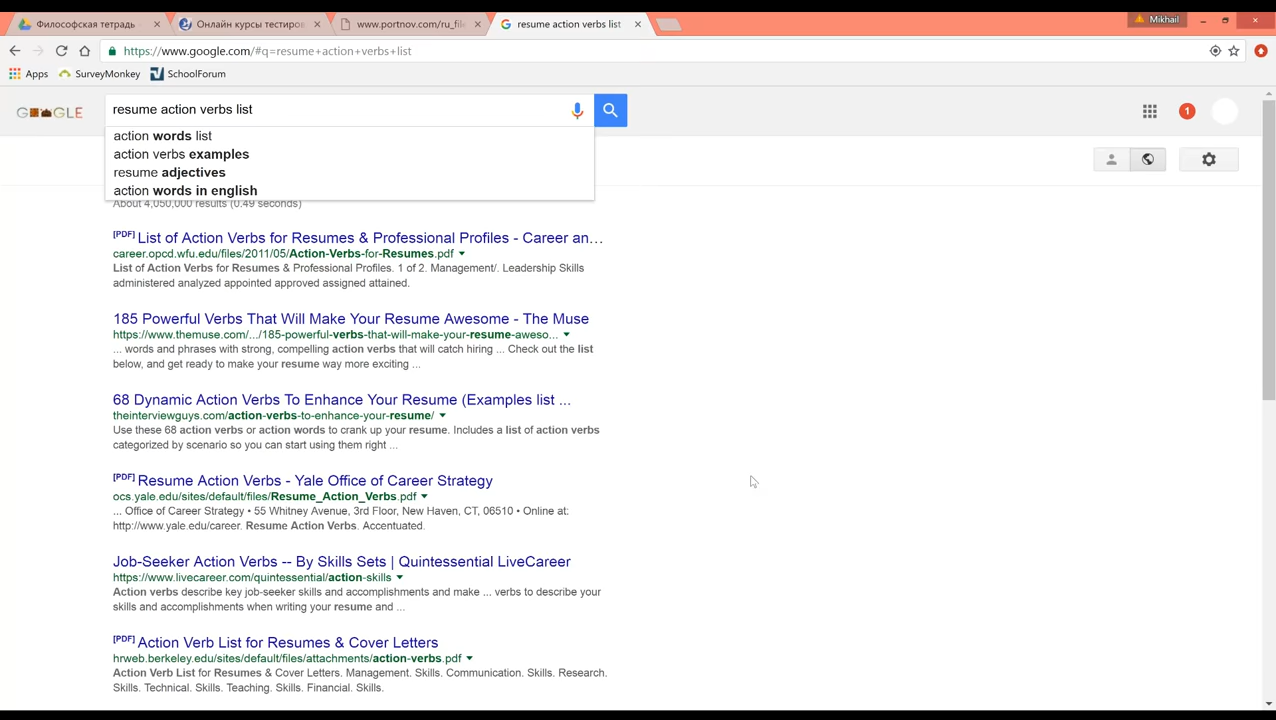 Философская тетрадь
Онлайн курсы тестиров
www.portnov.com/ru_file
resume action verbs list
Mikhail
https://www.google.com/#q=resume+action+verbs+list
Apps
SurveyMonkey
SchoolForum
GOOGLE
resume action verbs list
1
action words list
action verbs examples
resume adjectives
action words in english
About 4,050,000 results (0.49 seconds)
[PDF] List of Action Verbs for Resumes & Professional Profiles - Career an...
career.opcd.wfu.edu/files/2011/05/Action-Verbs-for-Resumes.pdf
List of Action Verbs for Resumes & Professional Profiles. 1 of 2. Management/. Leadership Skills
administered analyzed appointed approved assigned attained.
185 Powerful Verbs That Will Make Your Resume Awesome - The Muse
https://www.themuse.com/.../185-powerful-verbs-that-will-make-your-resume-aweso...
... words and phrases with strong, compelling action verbs that will catch hiring ... Check out the list
below, and get ready to make your resume way more exciting ...
68 Dynamic Action Verbs To Enhance Your Resume (Examples list ...
theinterviewguys.com/action-verbs-to-enhance-your-resume/
Use these 68 action verbs or action words to crank up your resume. Includes a list of action verbs
categorized by scenario so you can start using them right ...
[PDF] Resume Action Verbs - Yale Office of Career Strategy
ocs.yale.edu/sites/default/files/Resume_Action_Verbs.pdf
... Office of Career Strategy • 55 Whitney Avenue, 3rd Floor, New Haven, CT, 06510 • Online at:
http://www.yale.edu/career. Resume Action Verbs. Accentuated.
Job-Seeker Action Verbs -- By Skills Sets | Quintessential LiveCareer
https://www.livecareer.com/quintessential/action-skills
Action verbs describe key job-seeker skills and accomplishments and make ... verbs to describe your
skills and accomplishments when writing your resume and ...
[PDF] Action Verb List for Resumes & Cover Letters
hrweb.berkeley.edu/sites/default/files/attachments/action-verbs.pdf
Action Verb List for Resumes & Cover Letters. Management. Skills. Communication. Skills. Research.
Skills. Technical. Skills. Teaching. Skills. Financial. Skills.